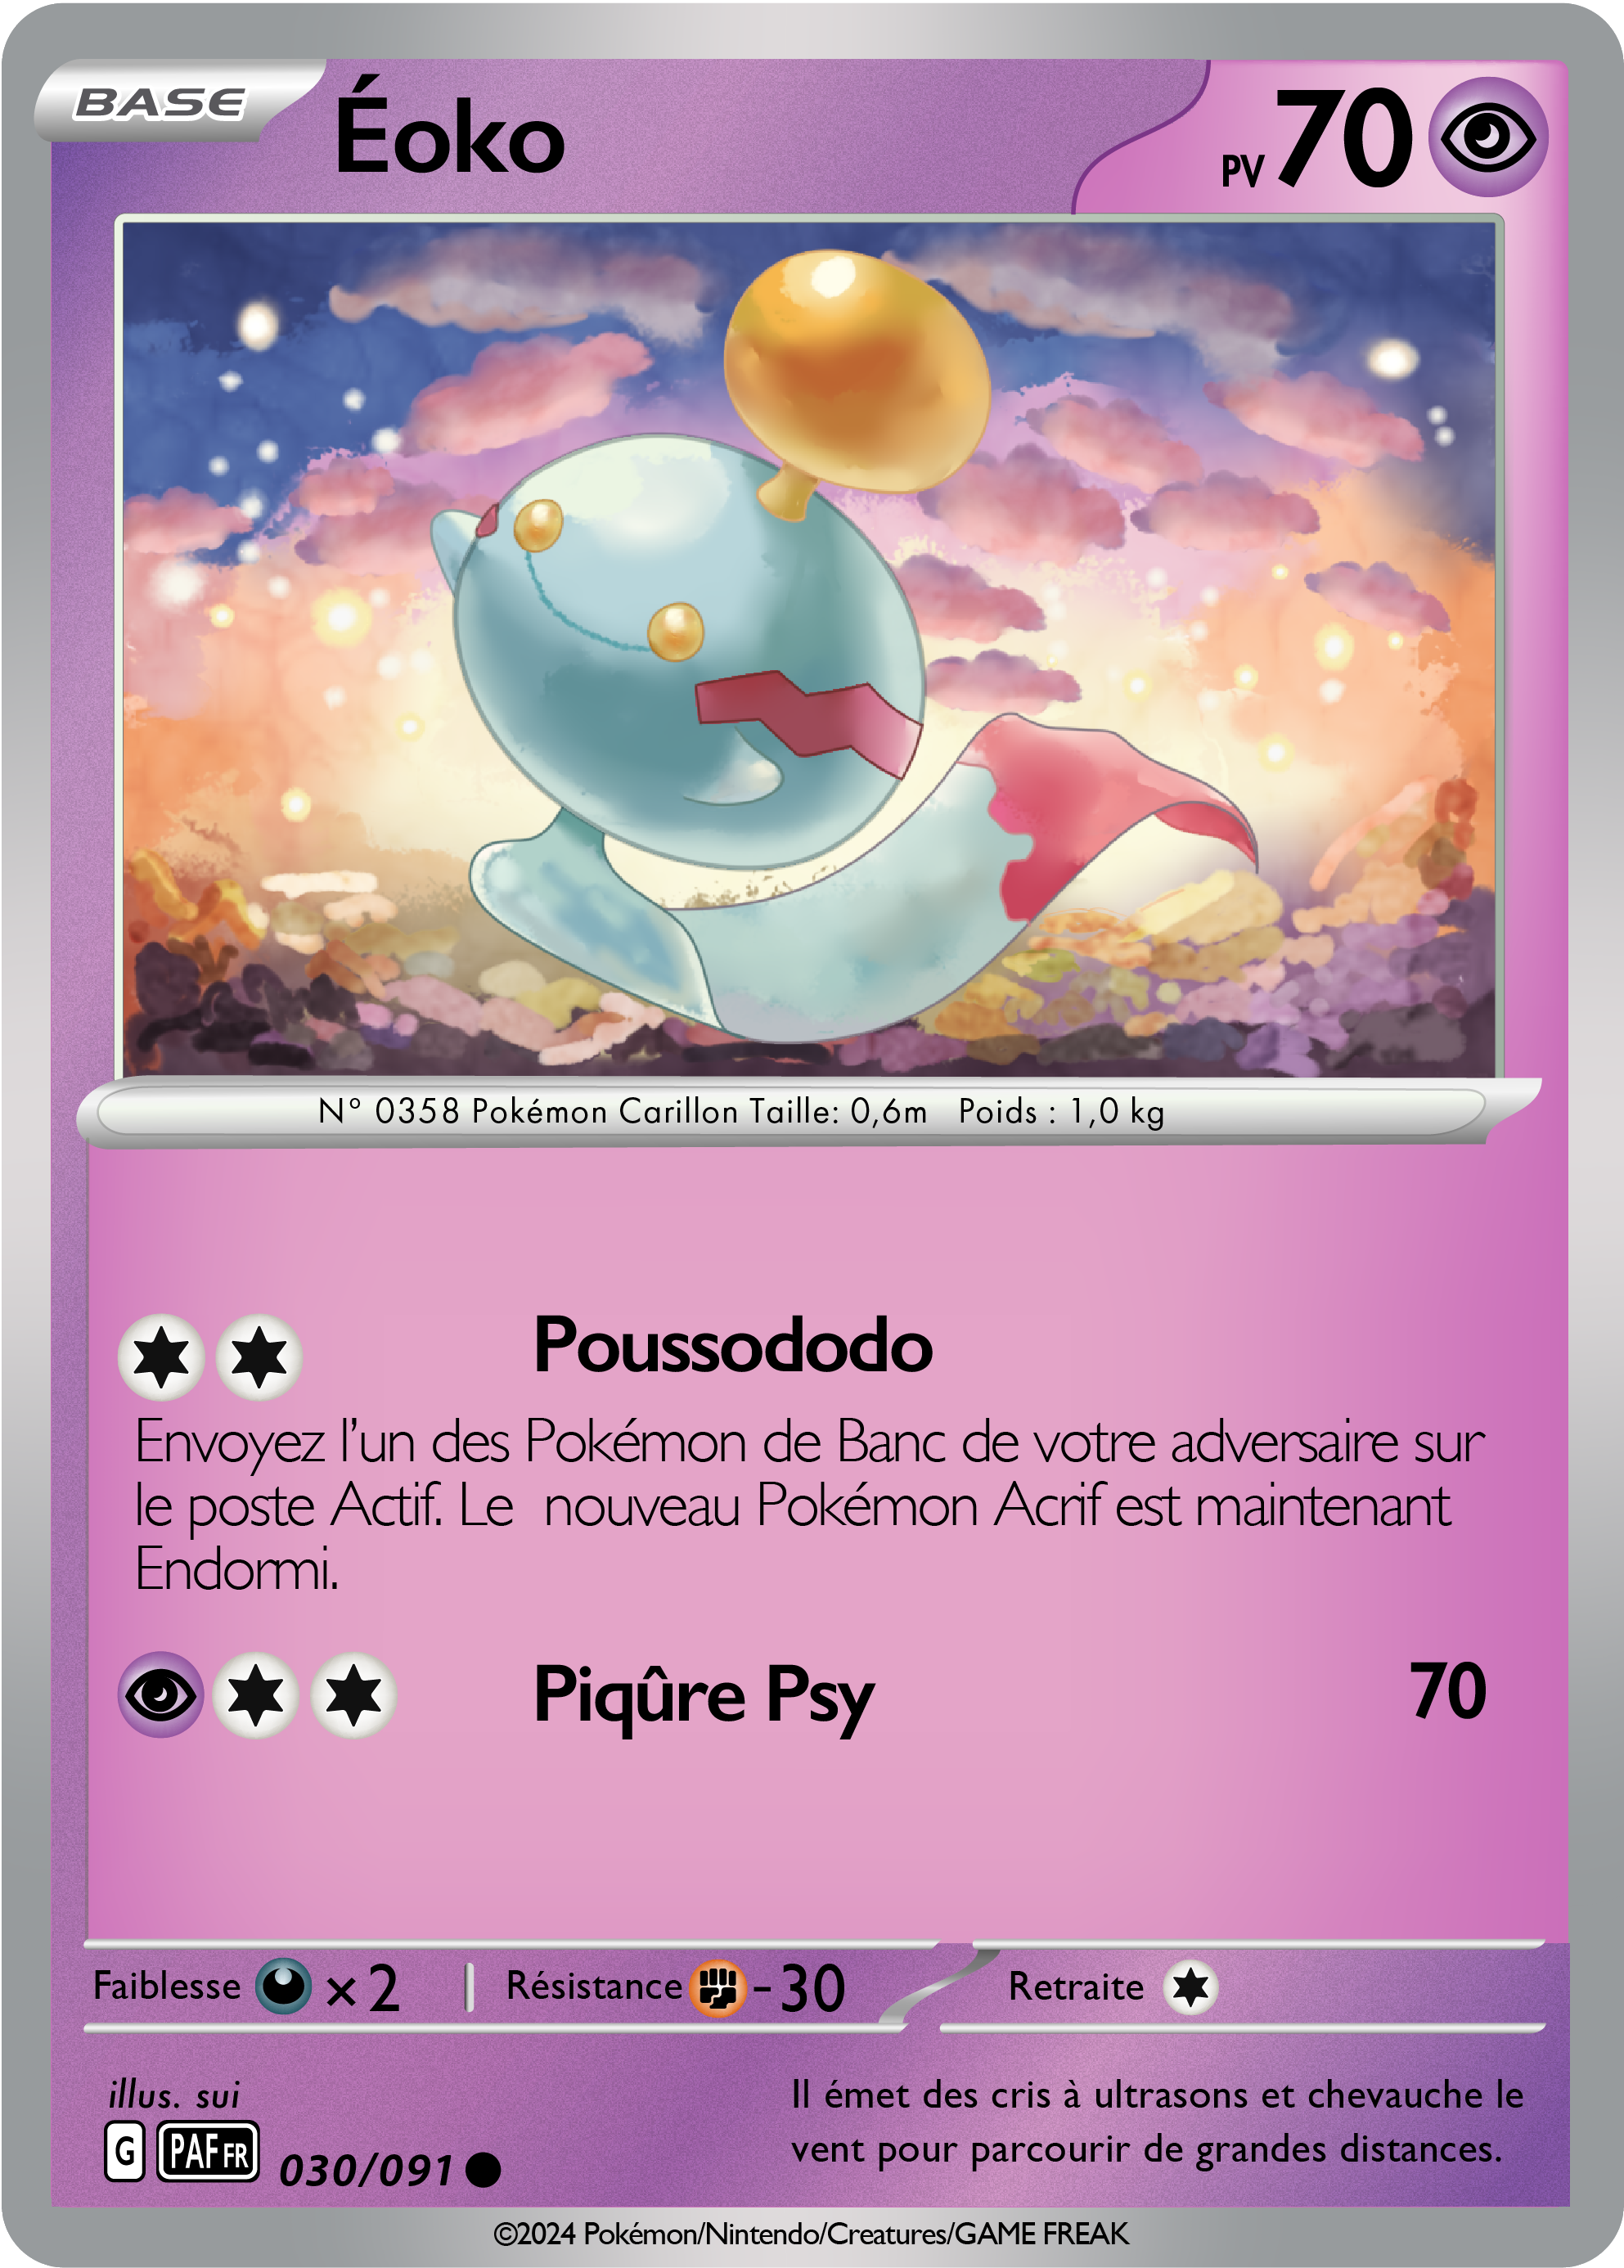 BASE
Éoko
PV 70
N° 0358 Pokémon Carillon Taille: 0,6m Poids : 1,0 kg
Poussododo
Envoyez l'un des Pokémon de Banc de votre adversaire sur
le poste Actif. Le nouveau Pokémon Acrif est maintenant
Endormi.
Piqûre Psy 70
Faiblesse ×2 Résistance -30 Retraite
illus. sui
Il émet des cris à ultrasons et chevauche le
vent pour parcourir de grandes distances.
G PAF FR 030/091
©2024 Pokémon/Nintendo/Creatures/GAME FREAK